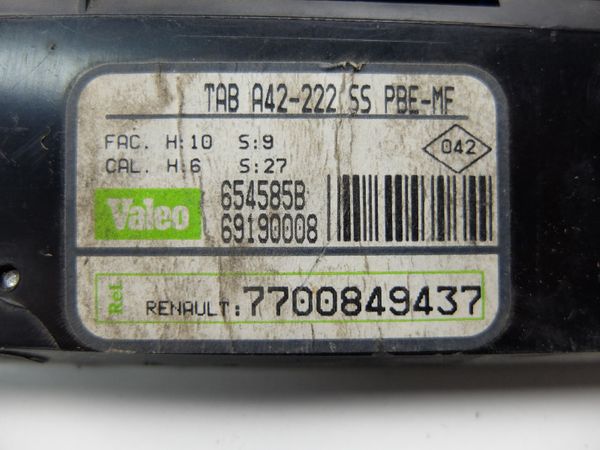 TAB A42-222 SS PBE-MF
FAC. H:10 S:9
042
CAL. H:6 S:27
Valeo
654585B
69190008
Ref.
RENAULT: 7700849437